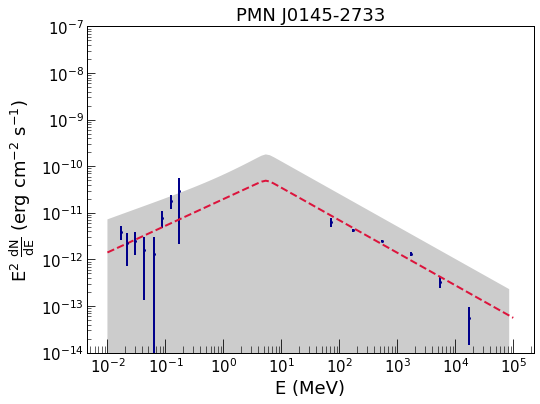 PMN J0145-2733
E² dN/dE (erg cm⁻² s⁻¹)
10⁻⁷
10⁻⁸
10⁻⁹
10⁻¹⁰
10⁻¹¹
10⁻¹²
10⁻¹³
10⁻¹⁴
10⁻² 10⁻¹ 10⁰ 10¹ 10² 10³ 10⁴ 10⁵
E (MeV)